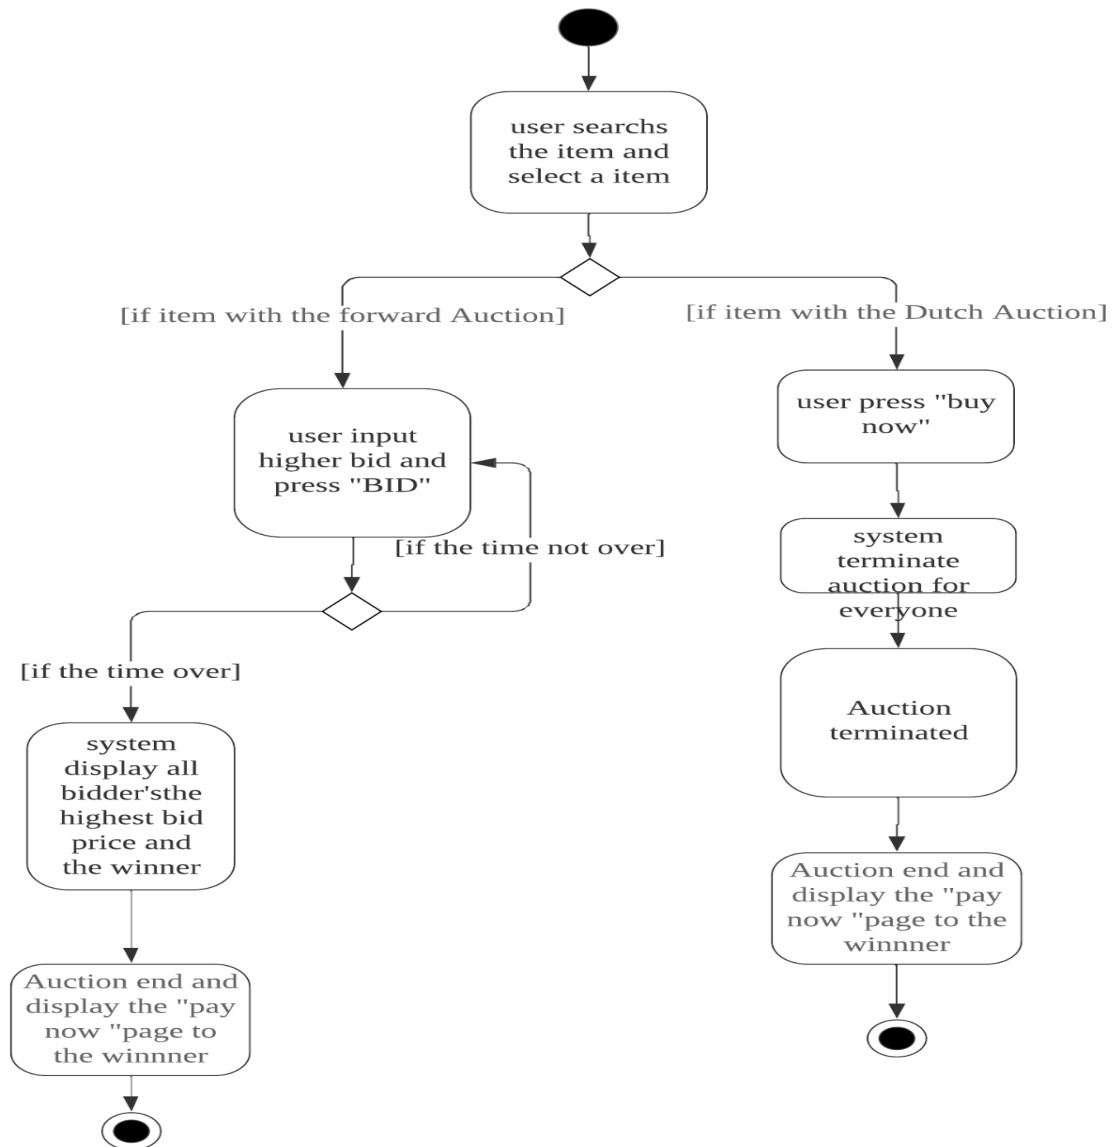 user searchs
the item and
select a item
[if item with the forward Auction]
[if item with the Dutch Auction]
user input
higher bid and
press "BID"
[if the time not over]
[if the time over]
system
display all
bidder'sthe
highest bid
price and
the winner
Auction end and
display the "pay
now "page to
the winnner
user press "buy
now"
system
terminate
auction for
everyone
Auction
terminated
Auction end and
display the "pay
now "page to the
winnner